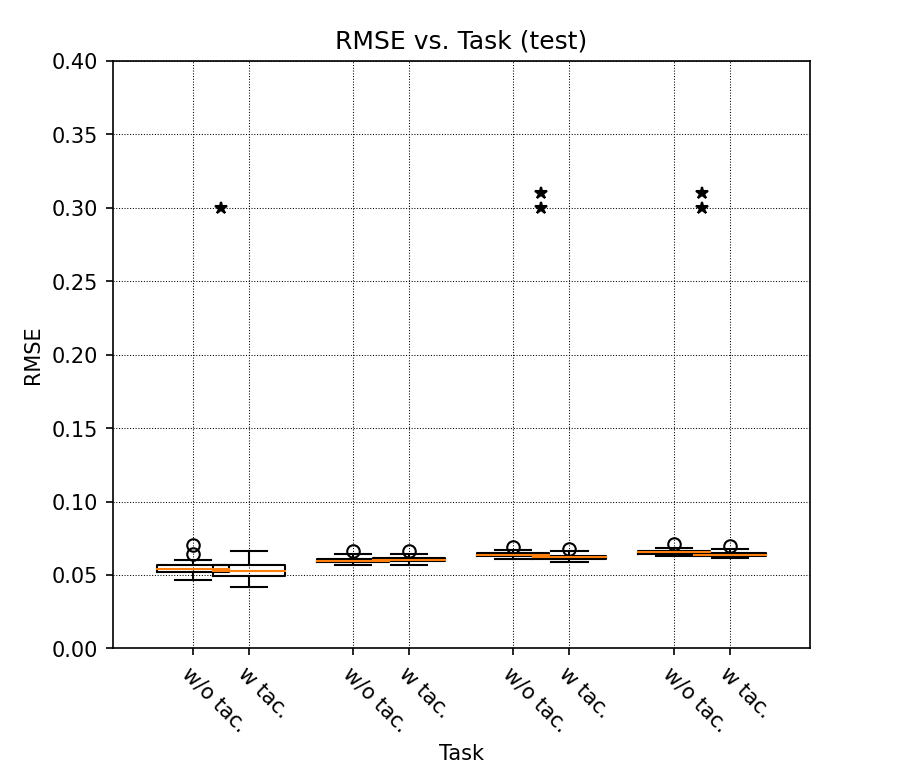 RMSE vs. Task (test)
0.40
0.35
0.30
0.25
0.20
0.15
0.10
0.05
0.00
RMSE
w/o tac.
w tac.
w/o tac.
w tac.
w/o tac.
w tac.
w/o tac.
w tac.
Task